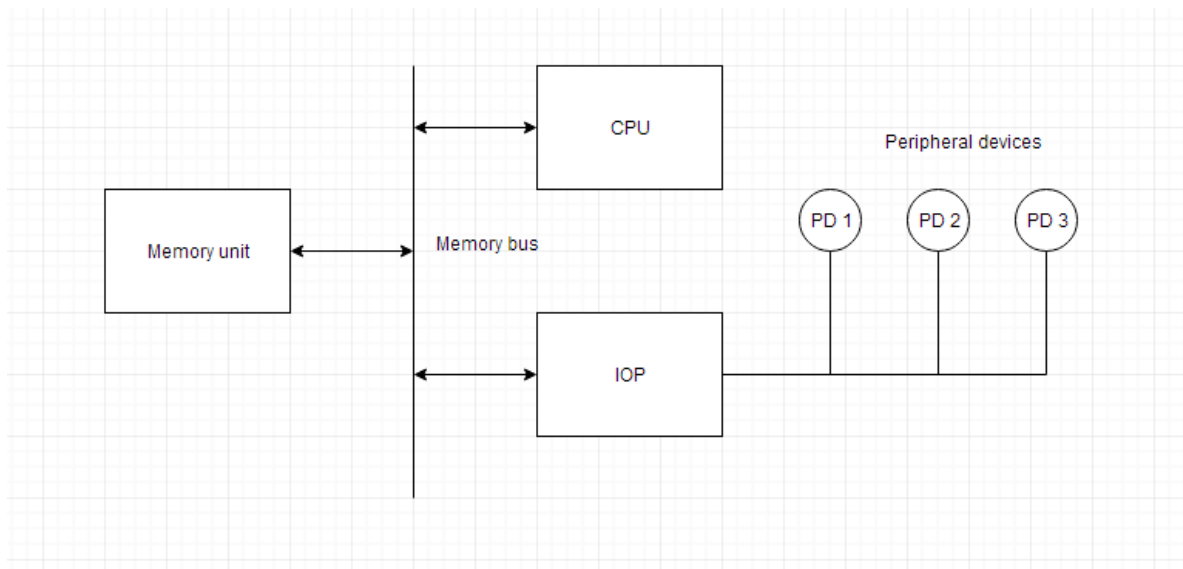 CPU
Peripheral devices
PD 1
PD 2
PD 3
Memory unit
Memory bus
IOP